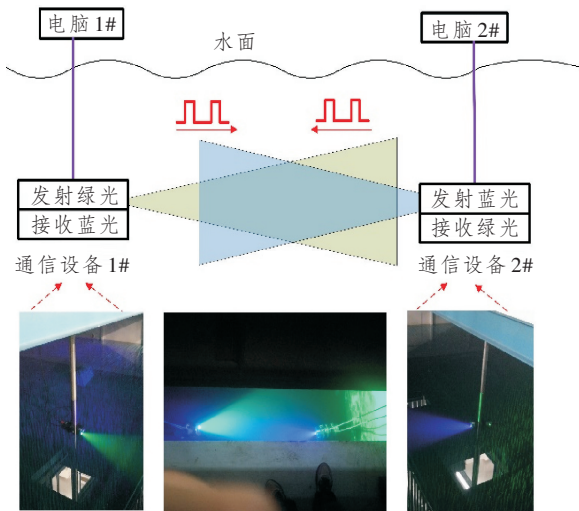 电脑1#
水面
电脑2#
发射绿光
接收蓝光
发射蓝光
接收绿光
通信设备1#
通信设备2#